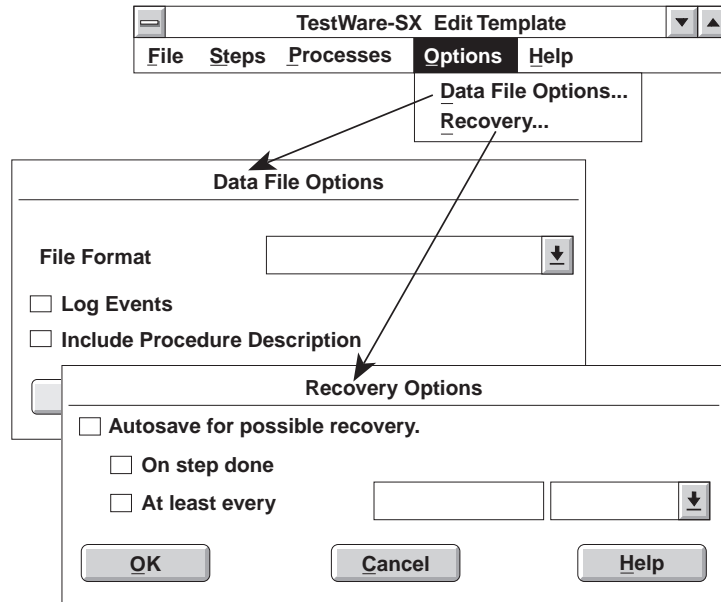 TestWare-SX Edit Template
File Steps Processes Options Help
Data File Options...
Recovery...
Data File Options
File Format
Log Events
Include Procedure Description
Recovery Options
Autosave for possible recovery.
On step done
At least every
OK Cancel Help